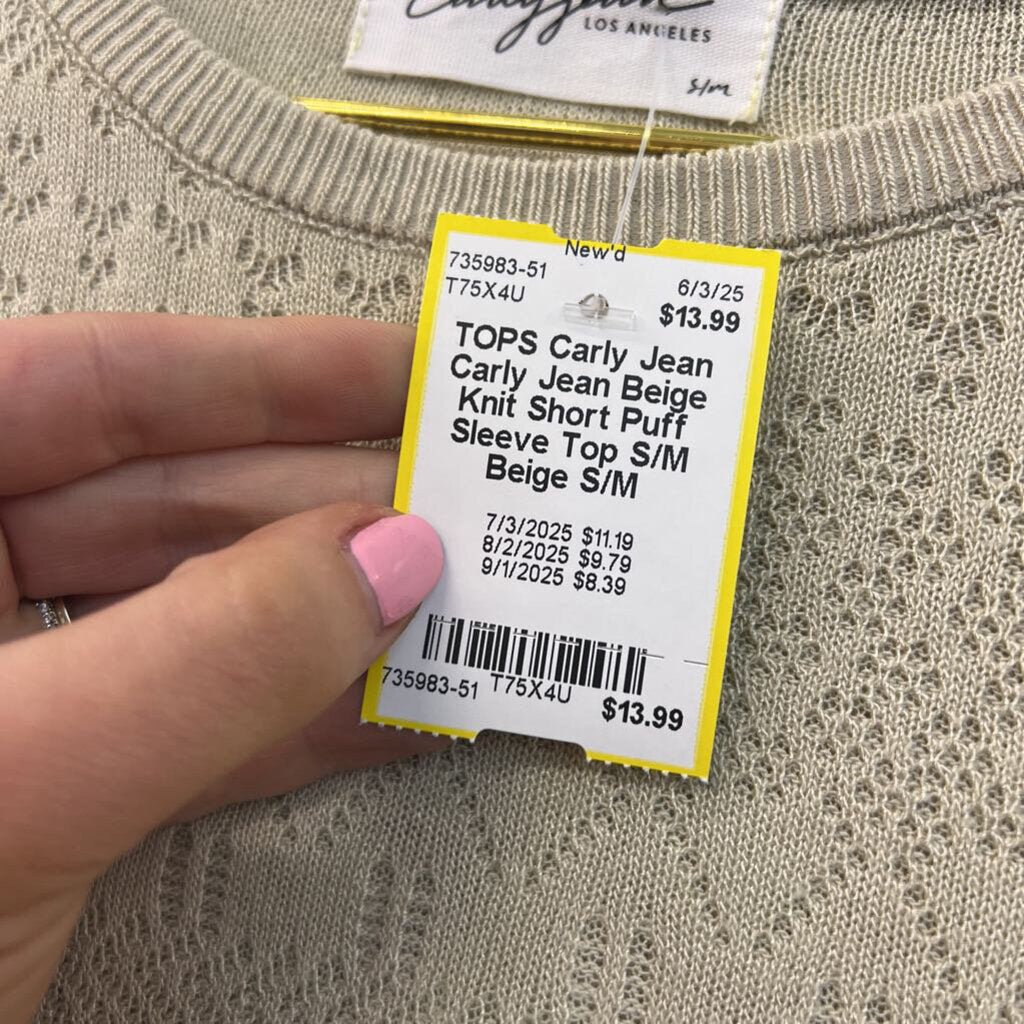 LOS ANGELES
S/M
New'd
735983-51
6/3/25
T75X4U
$13.99
TOPS Carly Jean
Carly Jean Beige
Knit Short Puff
Sleeve Top S/M
Beige S/M
7/3/2025 $11.19
8/2/2025 $9.79
9/1/2025 $8.39
735983-51 T75X4U
$13.99